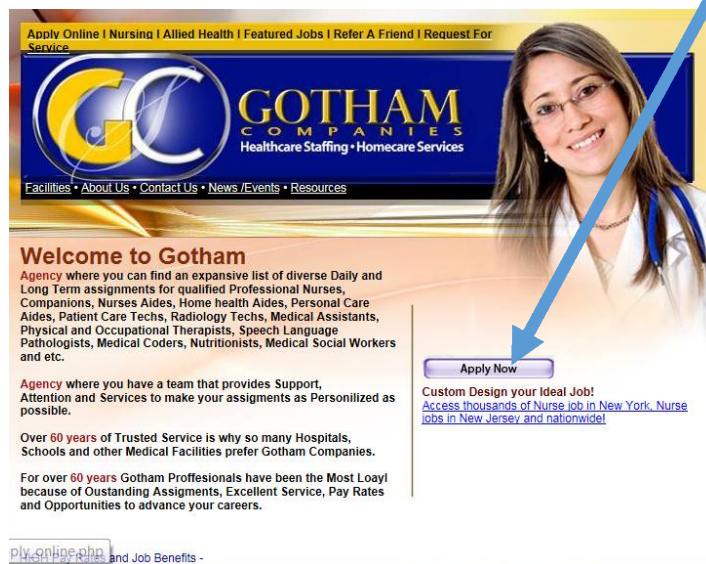 Apply Online I Nursing I Allied Health I Featured Jobs I Refer A Friend I Request For
Service
GC
GOTHAM
COMPANIES
Healthcare Staffing • Homecare Services
Facilities • About Us • Contact Us • News /Events • Resources
Welcome to Gotham
Agency where you can find an expansive list of diverse Daily and
Long Term assignments for qualified Professional Nurses,
Companions, Nurses Aides, Home health Aides, Personal Care
Aides, Patient Care Techs, Radiology Techs, Medical Assistants,
Physical and Occupational Therapists, Speech Language
Pathologists, Medical Coders, Nutritionists, Medical Social Workers
and etc.
Agency where you have a team that provides Support,
Attention and Services to make your assigments as Personilized as
possible.
Over 60 years of Trusted Service is why so many Hospitals,
Schools and other Medical Facilities prefer Gotham Companies.
For over 60 years Gotham Proffesionals have been the Most Loayl
because of Oustanding Assigments, Excellent Service, Pay Rates
and Opportunities to advance your careers.
Apply Now
Custom Design your Ideal Job!
Access thousands of Nurse job in New York, Nurse
jobs in New Jersey and nationwide!
ply_online.php
HIGH Pay Rates and Job Benefits -